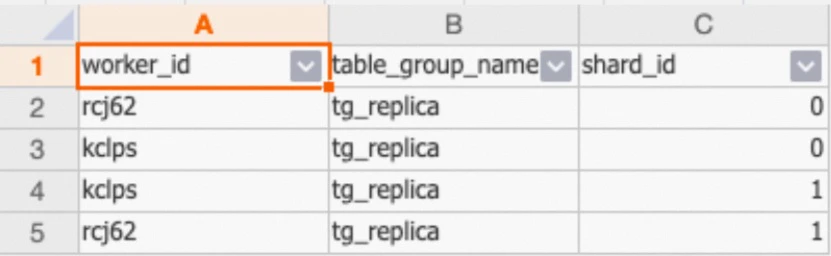 A B C
1 worker_id table_group_name shard_id
2 rcj62 tg_replica 0
3 kclps tg_replica 0
4 kclps tg_replica 1
5 rcj62 tg_replica 1